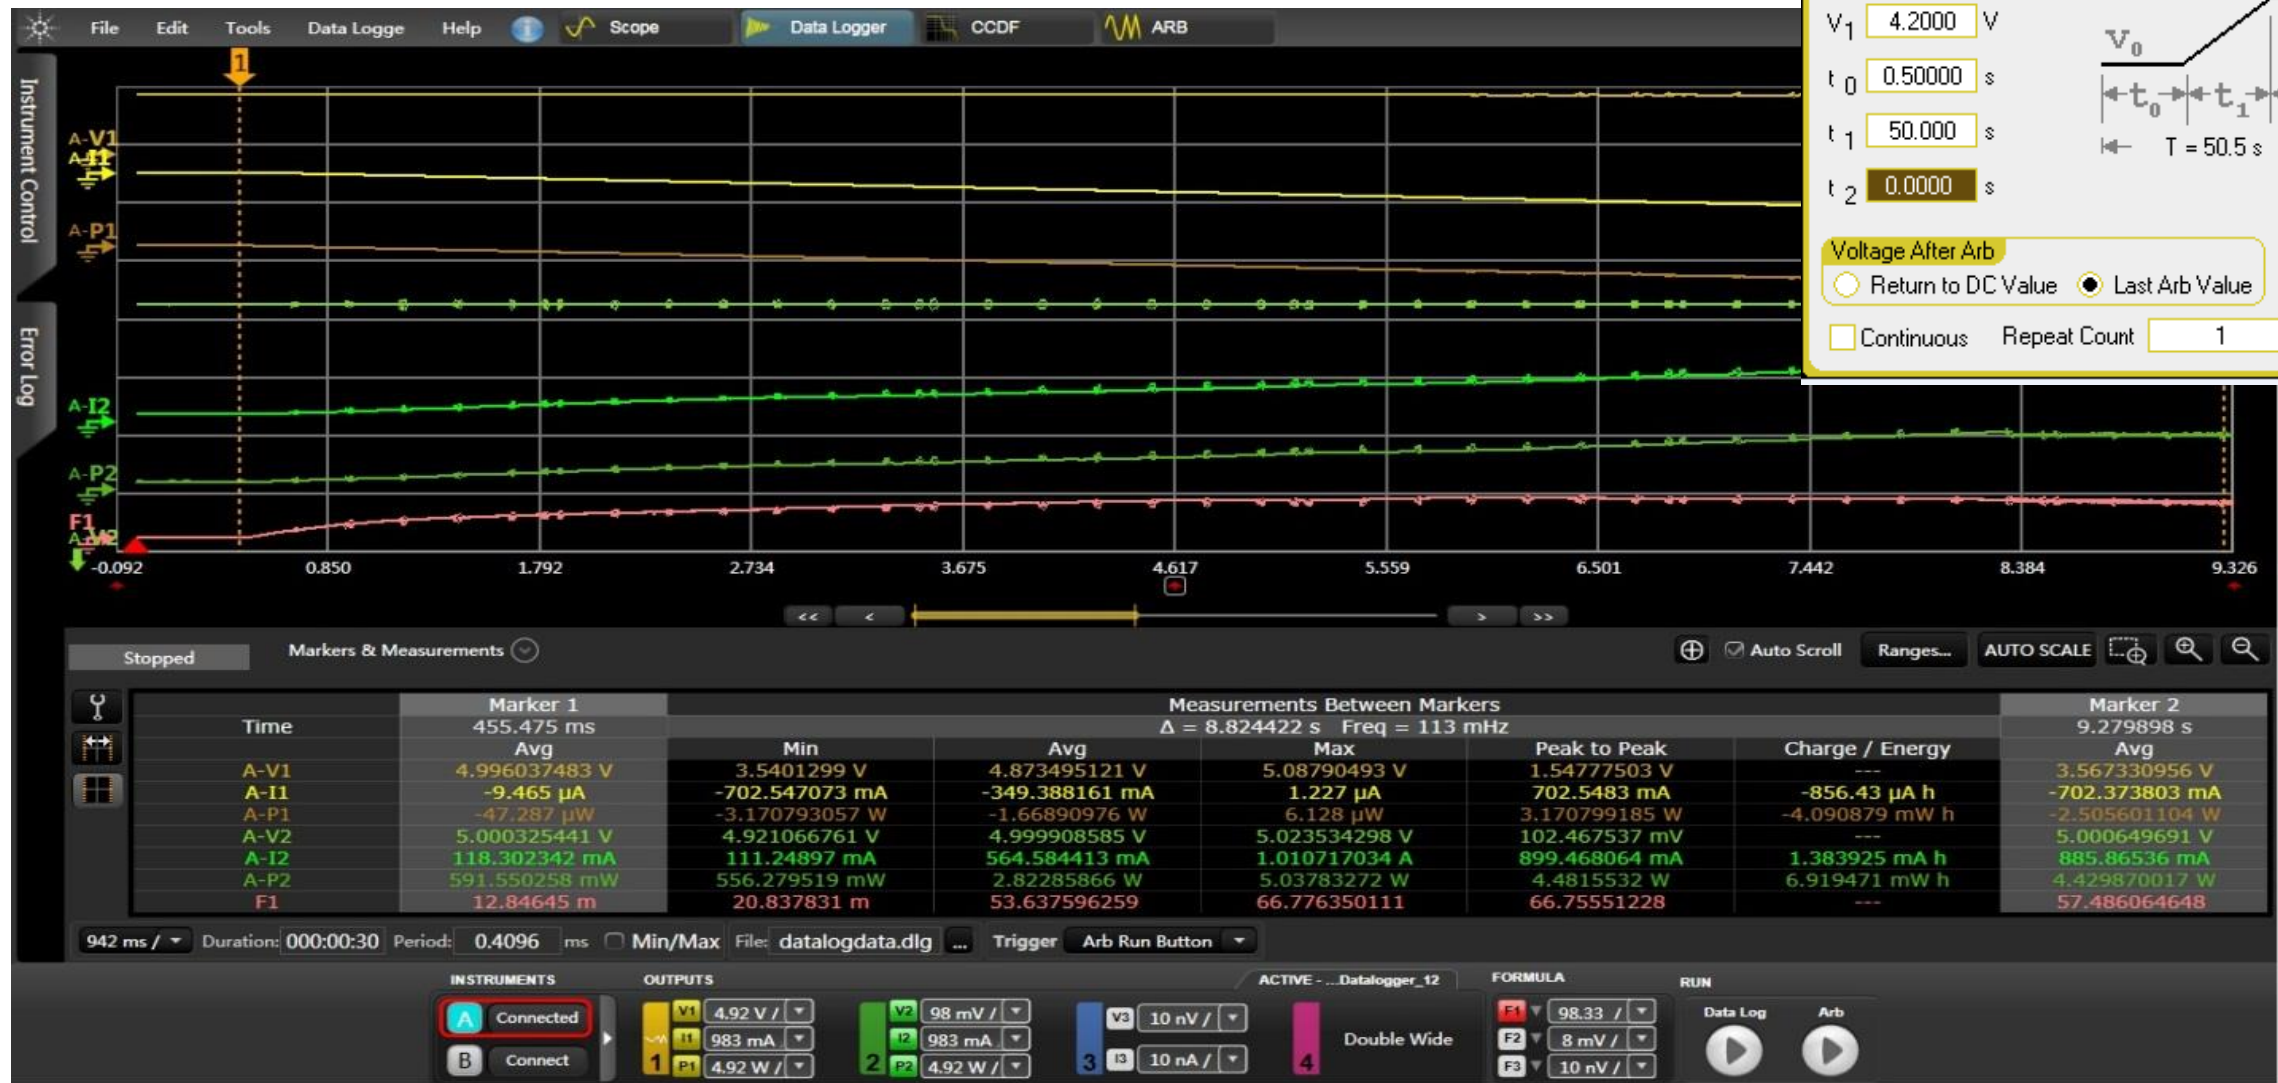 File Edit Tools Data Logge Help Scope Data Logger CCDF ARB
V1 4.2000 V
t 0 0.50000 s
t 1 50.000 s
t 2 0.0000 s
V0
t0 t1
T = 50.5 s
Voltage After Arb
Return to DC Value Last Arb Value
Continuous Repeat Count 1
Instrument Control
Error Log
1
A-V1
A-I1
A-P1
A-I2
A-P2
F1
-0.092 0.850 1.792 2.734 3.675 4.617 5.559 6.501 7.442 8.384 9.326
<< < > >>
Stopped Markers & Measurements Auto Scroll Ranges... AUTO SCALE
Marker 1 Measurements Between Markers Marker 2
Time 455.475 ms Δ = 8.824422 s Freq = 113 mHz 9.279898 s
Avg Min Avg Max Peak to Peak Charge / Energy Avg
A-V1 4.996037483 V 3.5401299 V 4.873495121 V 5.08790493 V 1.54777503 V --- 3.567330956 V
A-I1 -9.465 µA -702.547073 mA -349.388161 mA 1.227 µA 702.5483 mA -856.43 µA h -702.373803 mA
A-P1 -47.287 µW -3.170793057 W -1.66890976 W 6.128 µW 3.170799185 W -4.090879 mW h -2.505601104 W
A-V2 5.000325441 V 4.921066761 V 4.999908585 V 5.023534298 V 102.467537 mV --- 5.000649691 V
A-I2 118.302342 mA 111.24897 mA 564.584413 mA 1.010717034 A 899.468064 mA 1.383925 mA h 885.86536 mA
A-P2 591.550258 mW 556.279519 mW 2.82285866 W 5.03783272 W 4.4815532 W 6.919471 mW h 4.429870017 W
F1 12.84645 m 20.837831 m 53.637596259 66.776350111 66.75551228 --- 57.486064648
942 ms / Duration: 000:00:30 Period: 0.4096 ms Min/Max File: datalogdata.dlg ... Trigger Arb Run Button
INSTRUMENTS OUTPUTS ACTIVE - ...Datalogger_12 FORMULA RUN
A Connected V1 4.92 V / V2 98 mV / V3 10 nV / F1 98.33 / Data Log Arb
I1 983 mA I2 983 mA Double Wide F2 8 mV /
B Connect 1 P1 4.92 W / 2 P2 4.92 W / 3 I3 10 nA / 4 F3 10 nV /